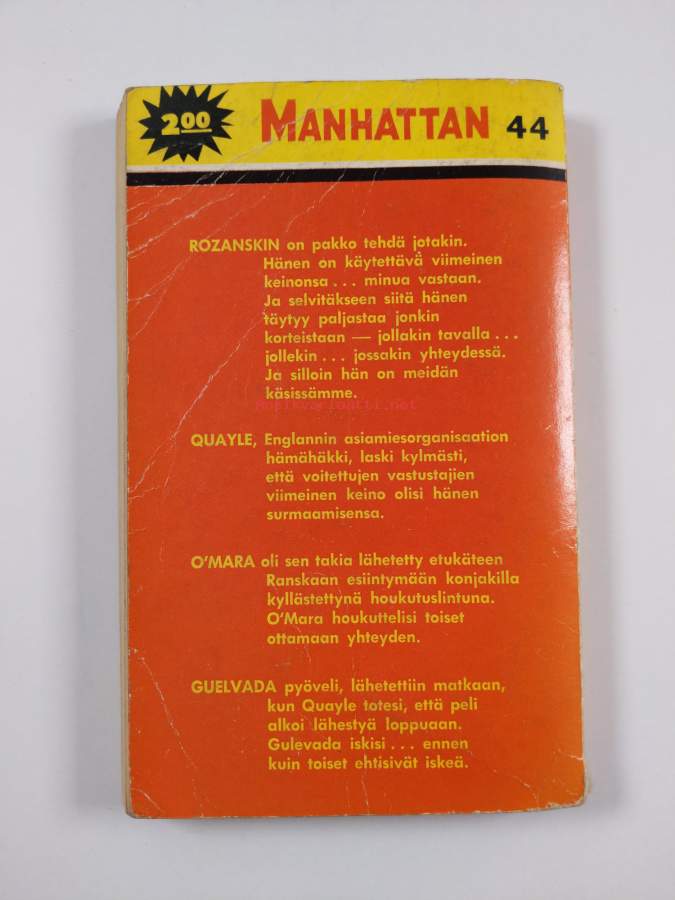 200 MANHATTAN 44
ROZANSKIN on pakko tehdä jotakin.
Hänen on käytettävä viimeinen
keinonsa... minua vastaan.
Ja selvitäkseen siitä hänen
täytyy paljastaa jonkin
korteistaan — jollakin tavalla...
jollekin... jossakin yhteydessä.
Ja silloin hän on meidän
käsissämme.
Antikvariaatti.net
QUAYLE, Englannin asiamiesorganisaation
hämähäkki, laski kylmästi,
että voitettujen vastustajien
viimeinen keino olisi hänen
surmaamisensa.
O'MARA oli sen takia lähetetty etukäteen
Ranskaan esiintymään konjakilla
kyllästettynä houkutuslintuna.
O'Mara houkuttelisi toiset
ottamaan yhteyden.
GUELVADA pyöveli, lähetettiin matkaan,
kun Quayle totesi, että peli
alkoi lähestyä loppuaan.
Gulevada iskisi... ennen
kuin toiset ehtisivät iskeä.